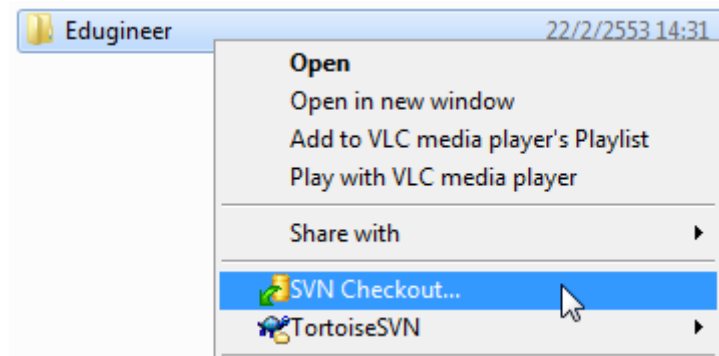 Edugineer 22/2/2553 14:31
Open
Open in new window
Add to VLC media player's Playlist
Play with VLC media player
Share with
SVN Checkout...
TortoiseSVN